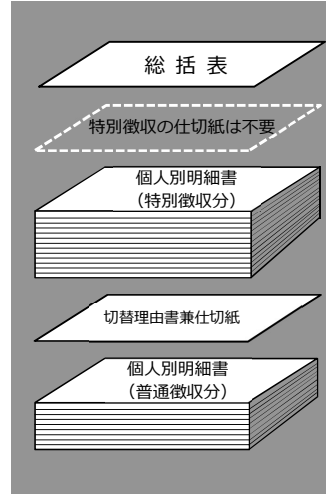 総括表
特別徴収の仕切紙は不要
個人別明細書
（特別徴収分）
切替理由書兼仕切紙
個人別明細書
（普通徴収分）